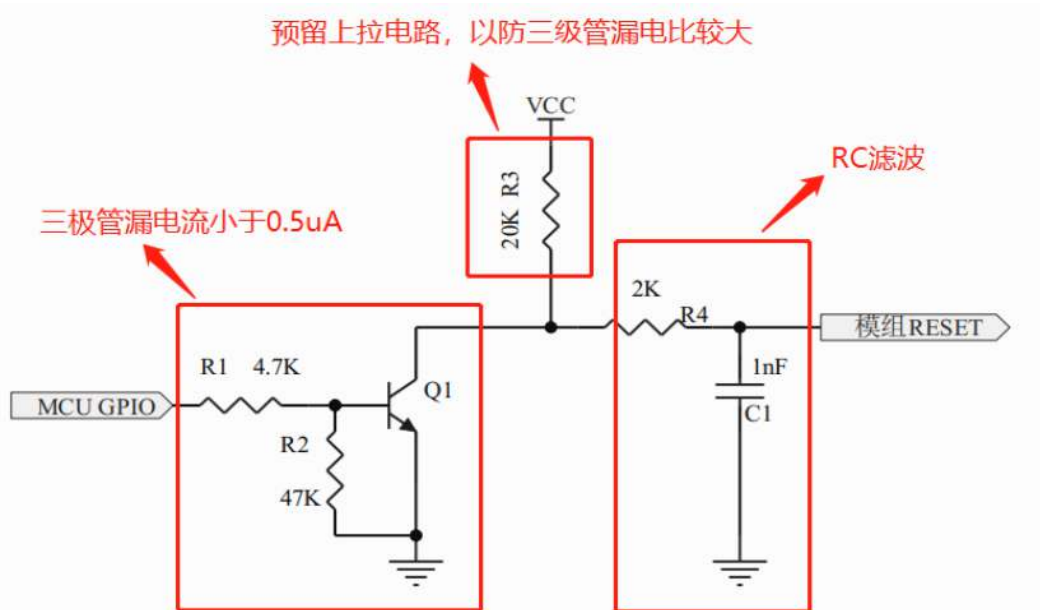 预留上拉电路，以防三级管漏电比较大
VCC
RC滤波
20K R3
三极管漏电流小于0.5uA
2K
R4
模组RESET
R1 4.7K
1nF
MCU GPIO
Q1
C1
R2
47K